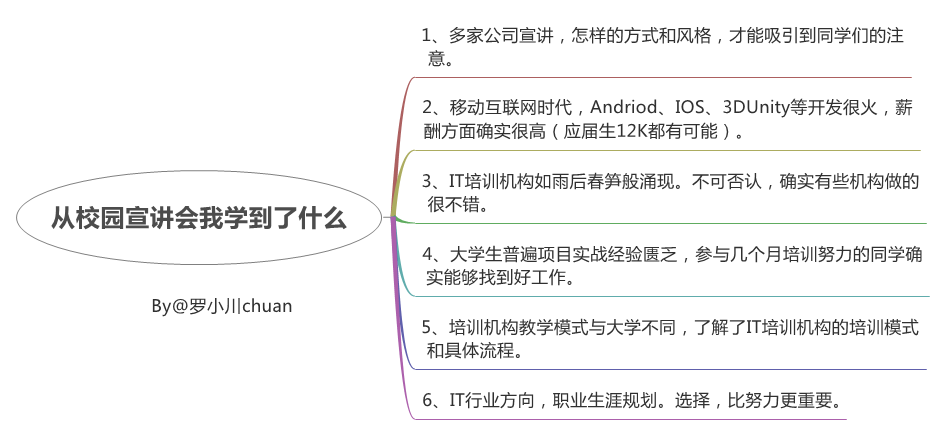 从校园宣讲会我学到了什么
By@罗小川chuan
1、多家公司宣讲，怎样的方式和风格，才能吸引到同学们的注
意。
2、移动互联网时代，Andriod、IOS、3DUnity等开发很火，薪
酬方面确实很高（应届生12K都有可能）。
3、IT培训机构如雨后春笋般涌现。不可否认，确实有些机构做的
很不错。
4、大学生普遍项目实战经验匮乏，参与几个月培训努力的同学确
实能够找到好工作。
5、培训机构教学模式与大学不同，了解了IT培训机构的培训模式
和具体流程。
6、IT行业方向，职业生涯规划。选择，比努力更重要。